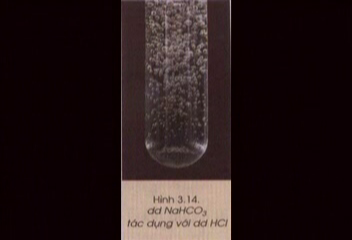 Hình 3.14.
dd NaHCO₃
tác dụng với dd HCl